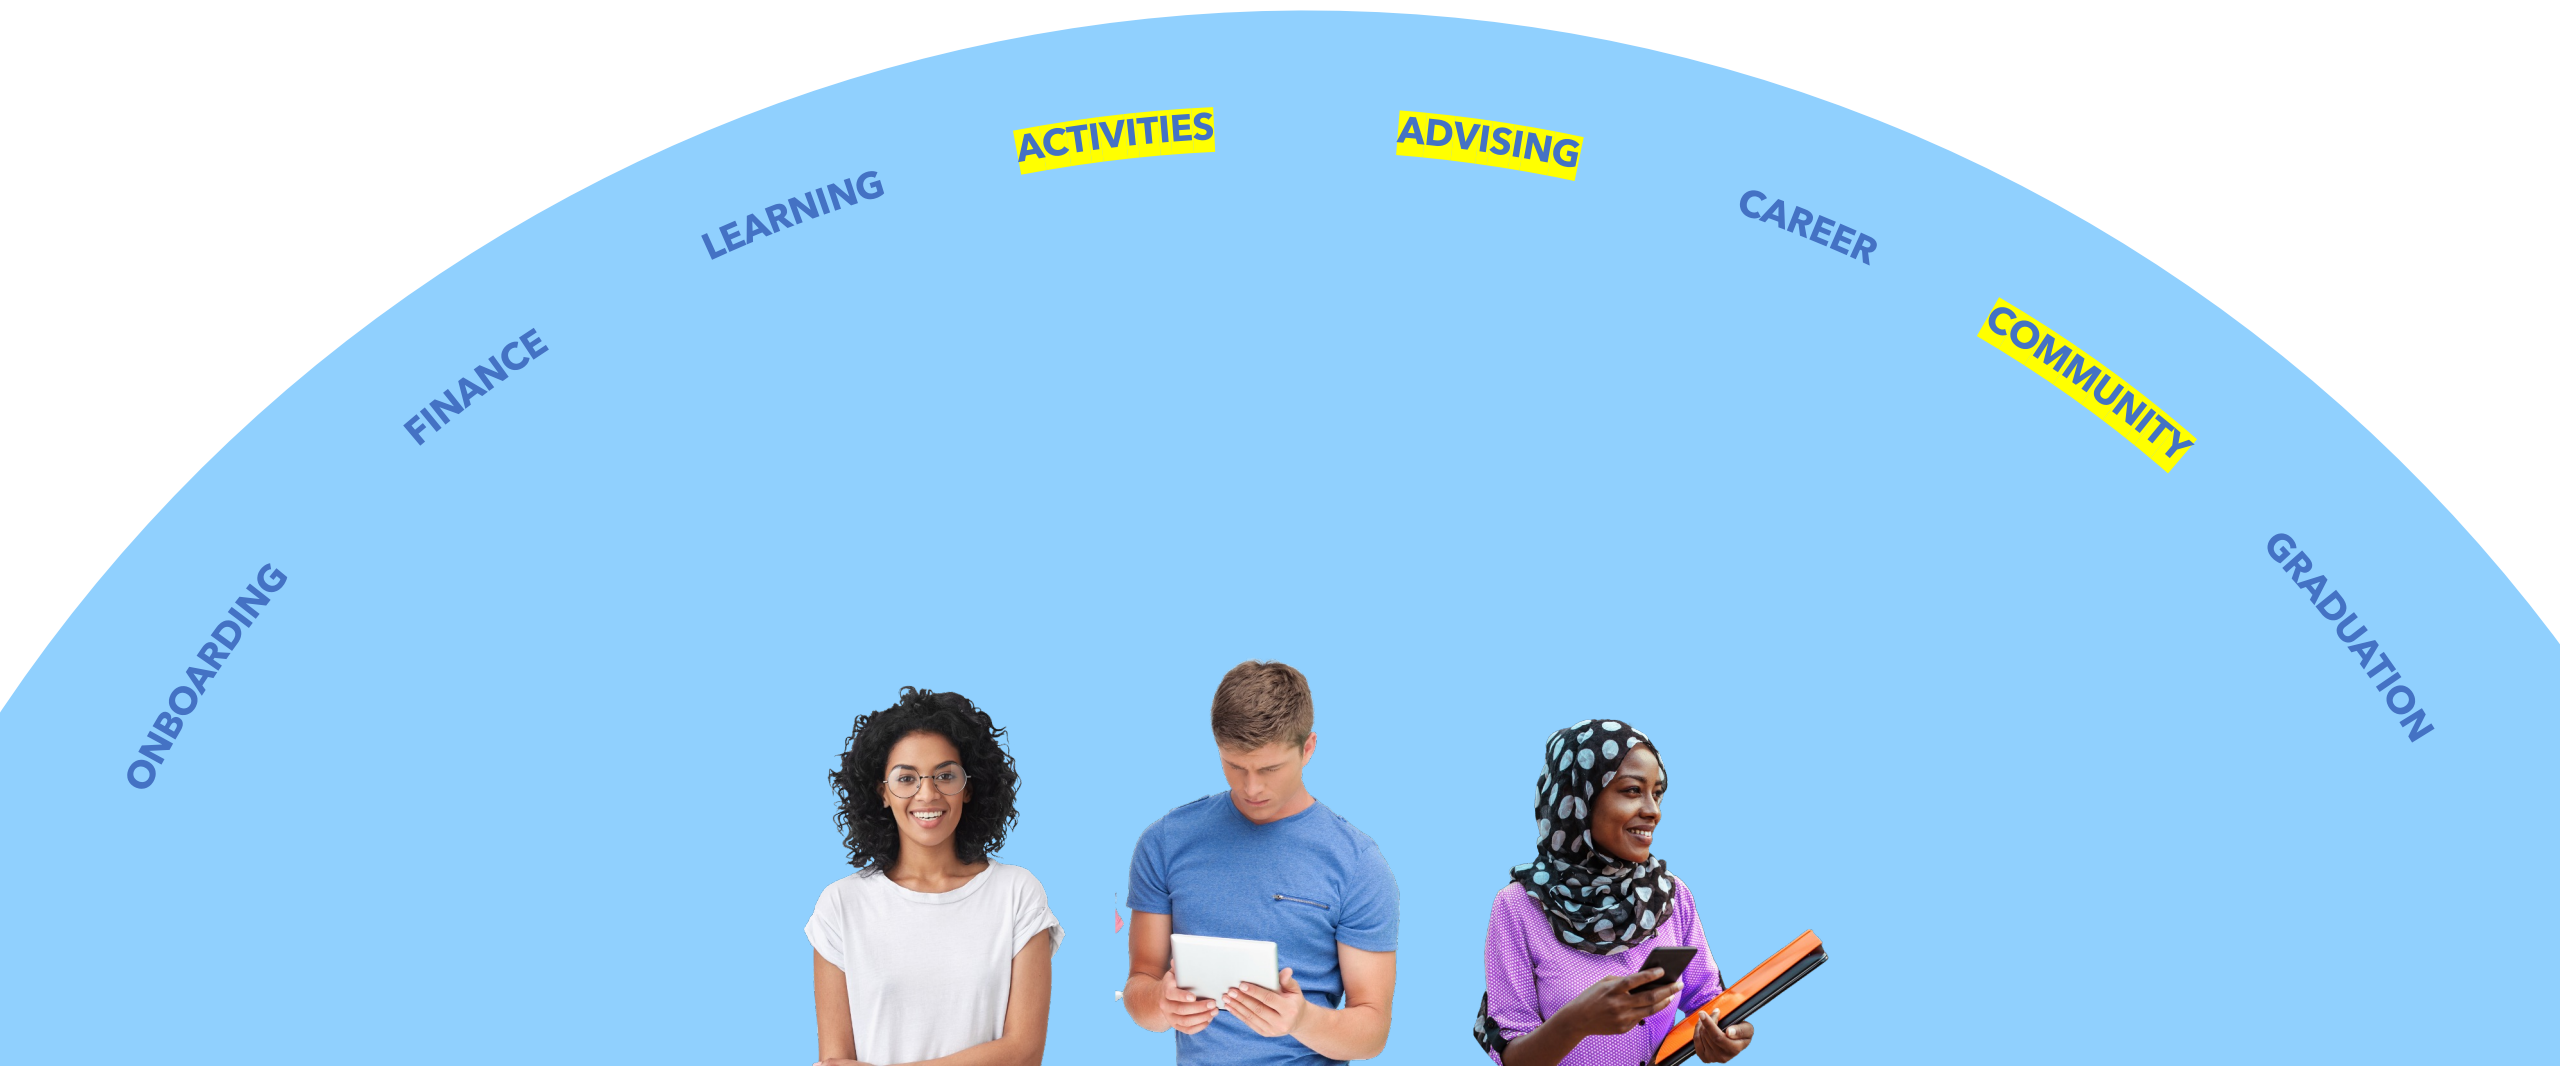 ONBOARDING
FINANCE
LEARNING
ACTIVITIES
ADVISING
CAREER
COMMUNITY
GRADUATION